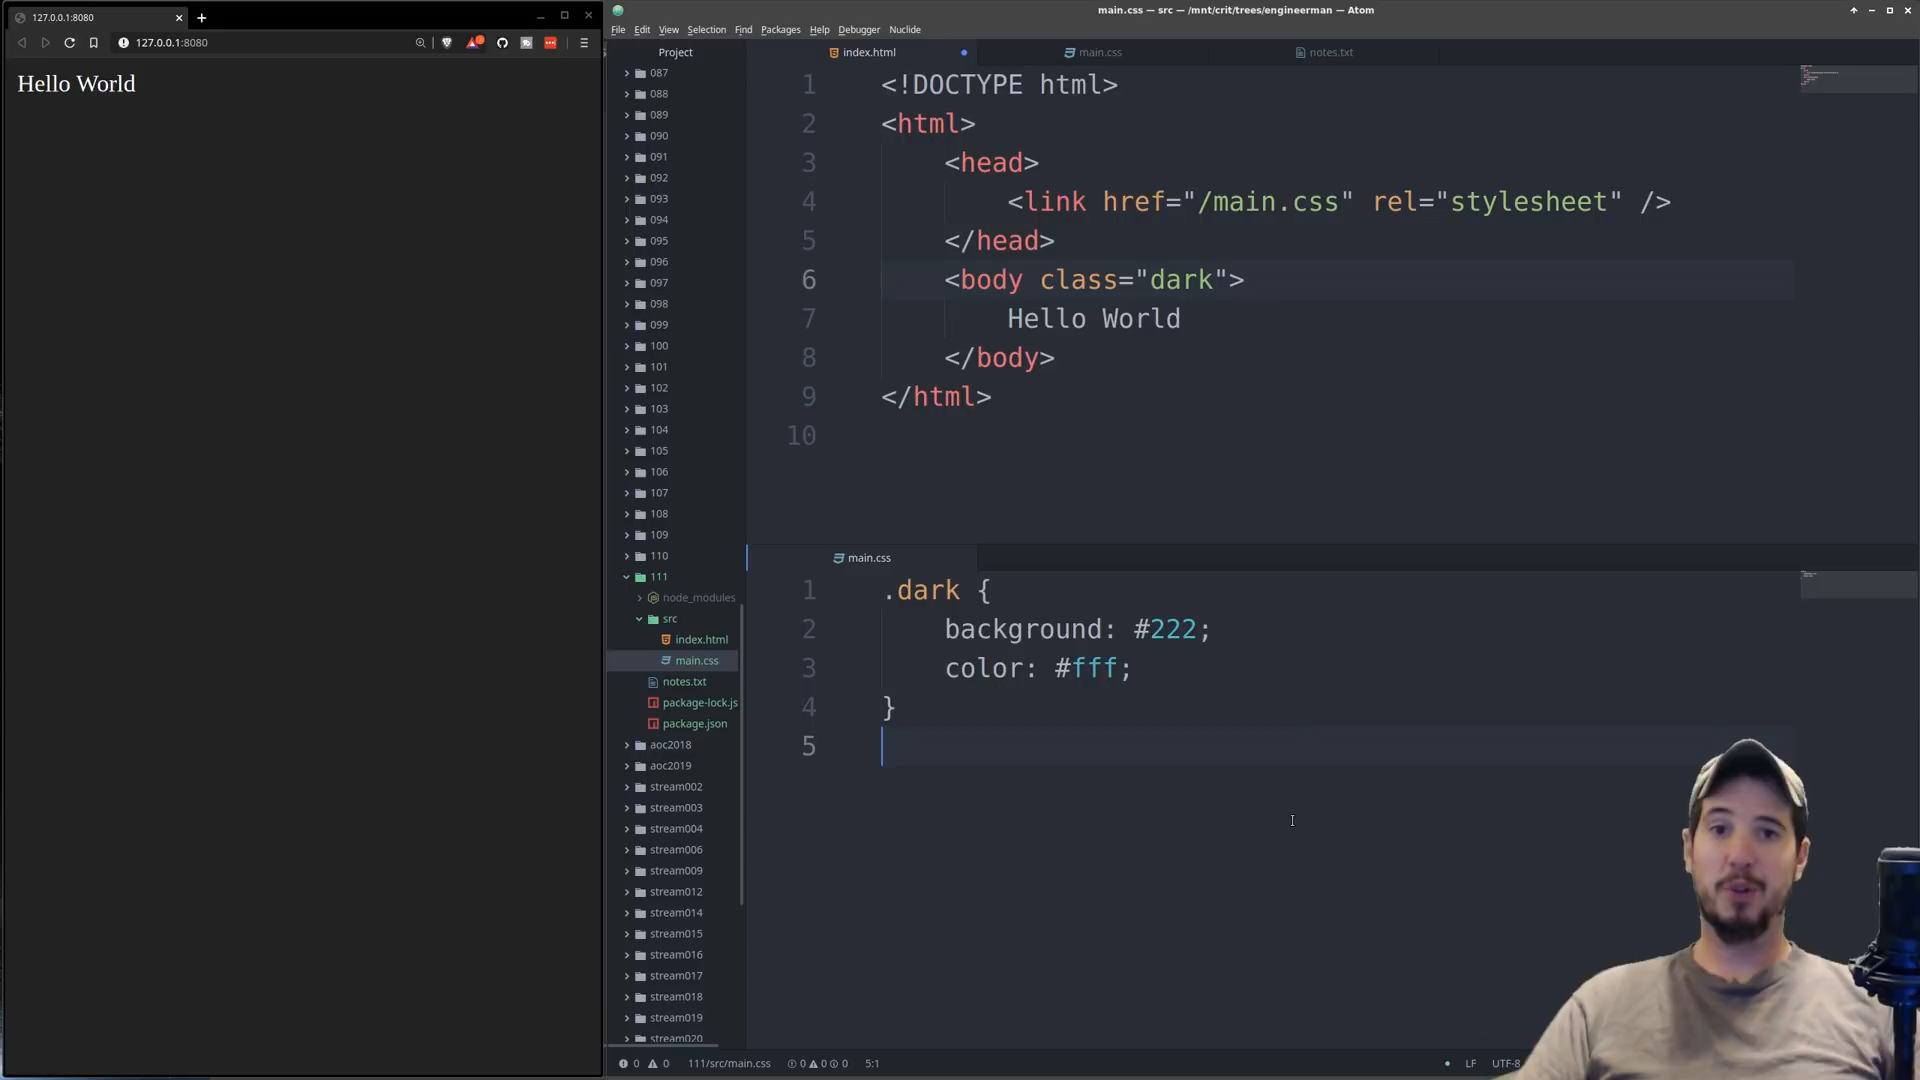 127.0.0.1:8080
127.0.0.1:8080
Hello World
main.css — src — /mnt/crit/trees/engineerman — Atom
File Edit View Selection Find Packages Help Debugger Nuclide
Project
087
088
089
090
091
092
093
094
095
096
097
098
099
100
101
102
103
104
105
106
107
108
109
110
111
node_modules
src
index.html
main.css
notes.txt
package-lock.js
package.json
aoc2018
aoc2019
stream002
stream003
stream004
stream006
stream009
stream012
stream014
stream015
stream016
stream017
stream018
stream019
stream020
index.html main.css notes.txt
1 <!DOCTYPE html>
2 <html>
3 <head>
4 <link href="/main.css" rel="stylesheet" />
5 </head>
6 <body class="dark">
7 Hello World
8 </body>
9 </html>
10
main.css
1 .dark {
2 background: #222;
3 color: #fff;
4 }
5
0 0 111/src/main.css 0 0 0 5:1 LF UTF-8